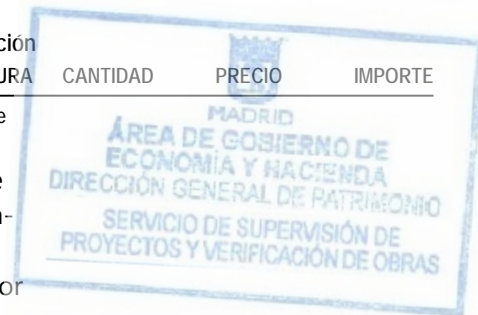 ción
URA CANTIDAD PRECIO IMPORTE
e
e
n-
or
MADRID
ÁREA DE GOBIERNO DE
ECONOMÍA Y HACIENDA
DIRECCIÓN GENERAL DE PATRIMONIO
SERVICIO DE SUPERVISIÓN DE
PROYECTOS Y VERIFICACIÓN DE OBRAS